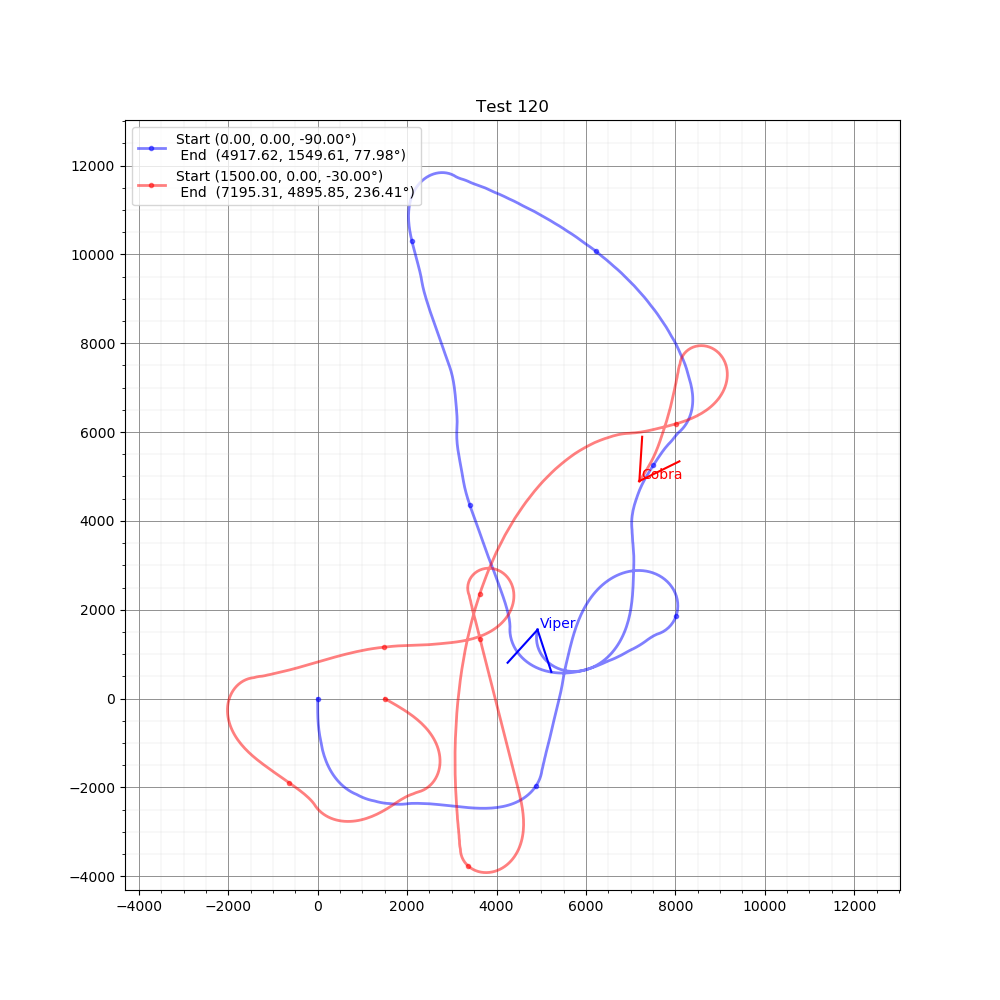 Test 120
Start (0.00, 0.00, -90.00°)
End (4917.62, 1549.61, 77.98°)
Start (1500.00, 0.00, -30.00°)
End (7195.31, 4895.85, 236.41°)
12000
10000
8000
6000
4000
2000
0
−2000
−4000
Cobra
Viper
−4000 −2000 0 2000 4000 6000 8000 10000 12000